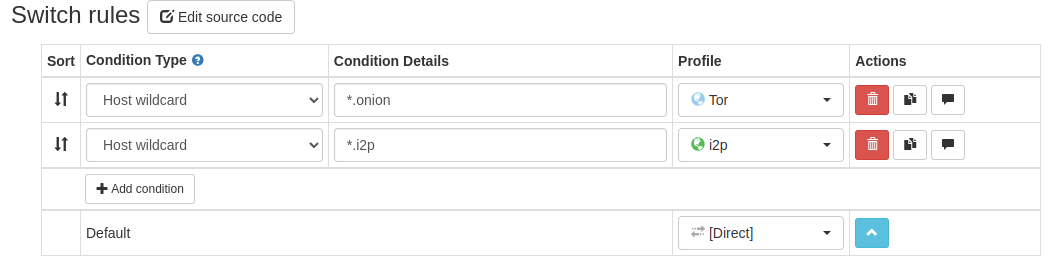 Switch rules Edit source code
Sort Condition Type Condition Details Profile Actions
Host wildcard *.onion Tor
Host wildcard *.i2p i2p
Add condition
Default [Direct]